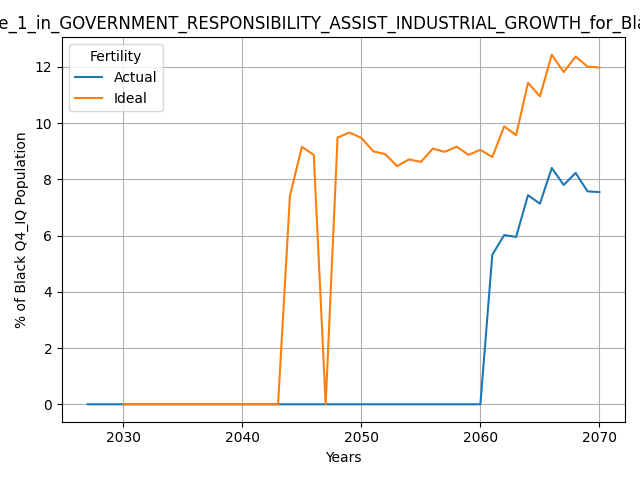 e_1_in_GOVERNMENT_RESPONSIBILITY_ASSIST_INDUSTRIAL_GROWTH_for_Bla
Fertility
Actual
Ideal
12
10
8
6
4
2
0
% of Black Q4_IQ Population
2030 2040 2050 2060 2070
Years